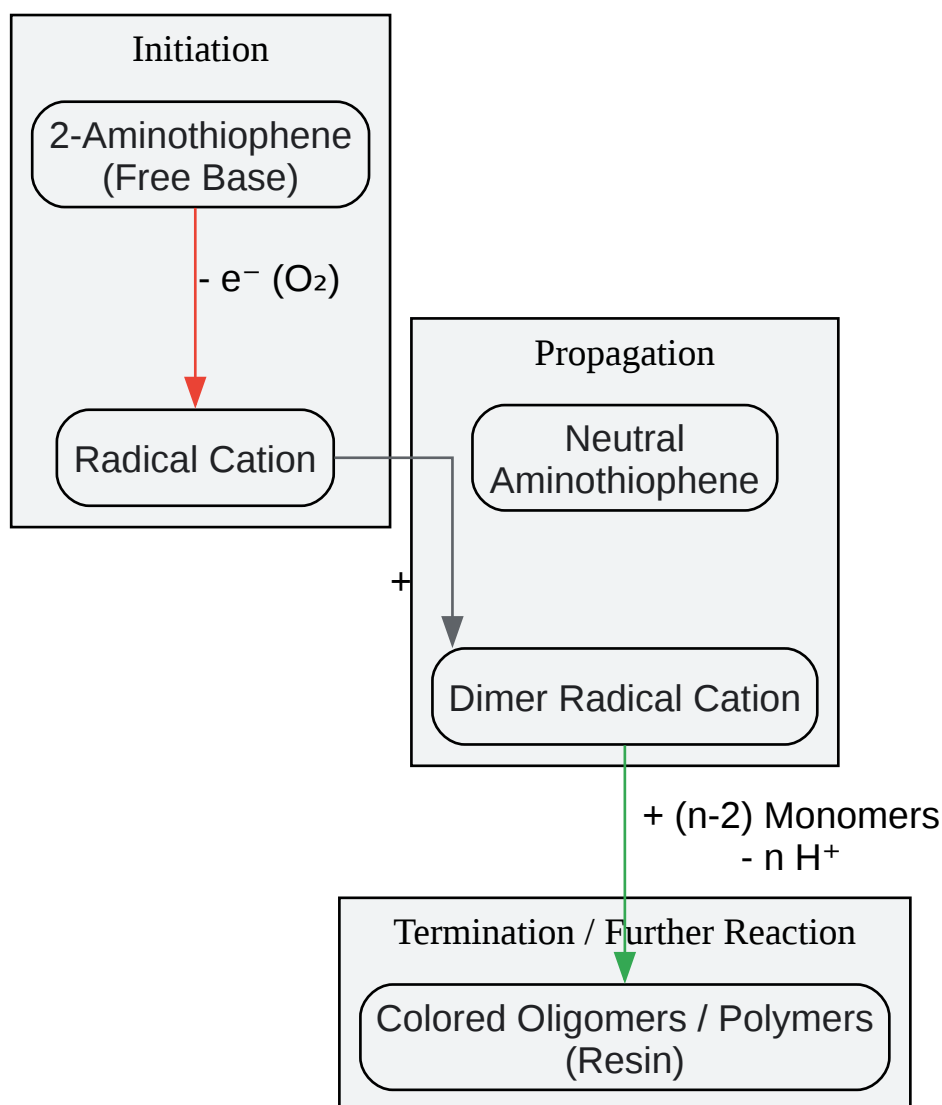 Initiation
2-Aminothiophene
(Free Base)
- e⁻ (O₂)
Radical Cation
Propagation
Neutral
Aminothiophene
+
Dimer Radical Cation
+ (n-2) Monomers
- n H⁺
Termination / Further Reaction
Colored Oligomers / Polymers
(Resin)